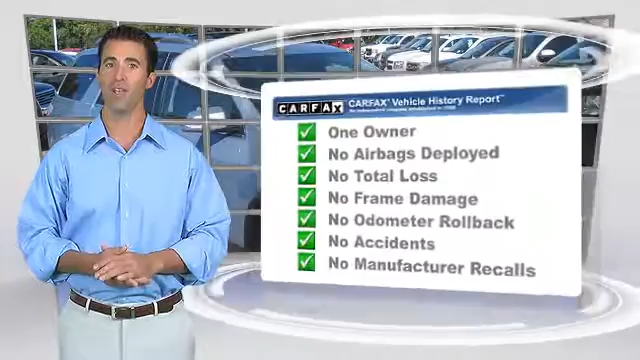 CARFAX CARFAX Vehicle History Report™
One Owner
No Airbags Deployed
No Total Loss
No Frame Damage
No Odometer Rollback
No Accidents
No Manufacturer Recalls